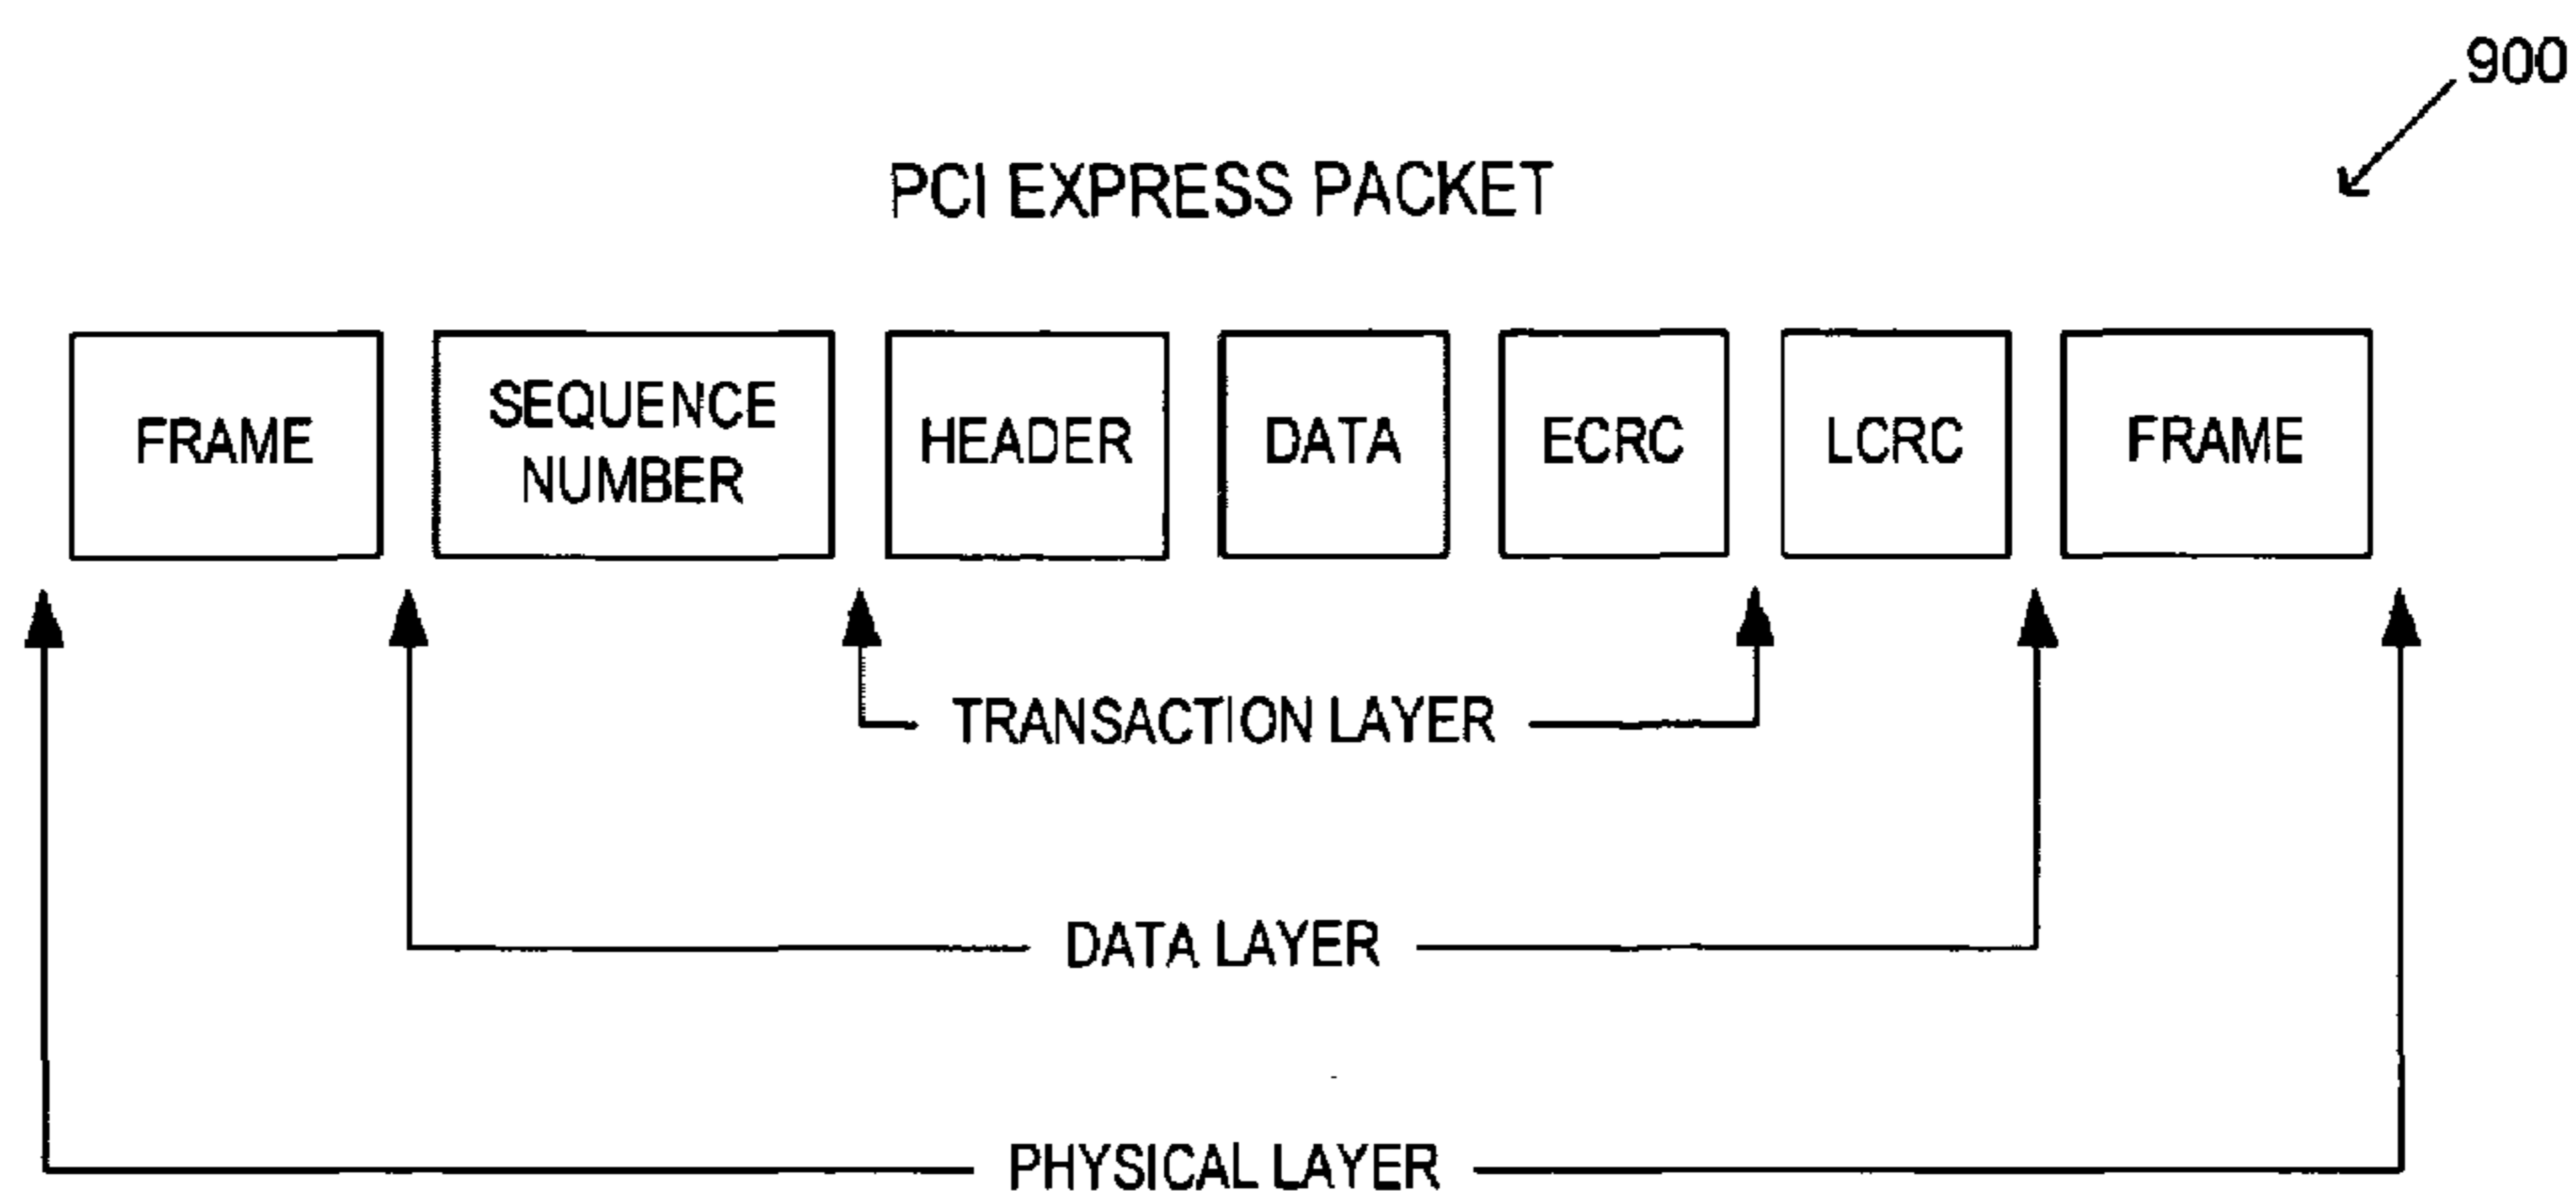 900
PCI EXPRESS PACKET
FRAME
SEQUENCE
NUMBER
HEADER
DATA
ECRC
LCRC
FRAME
TRANSACTION LAYER
DATA LAYER
PHYSICAL LAYER